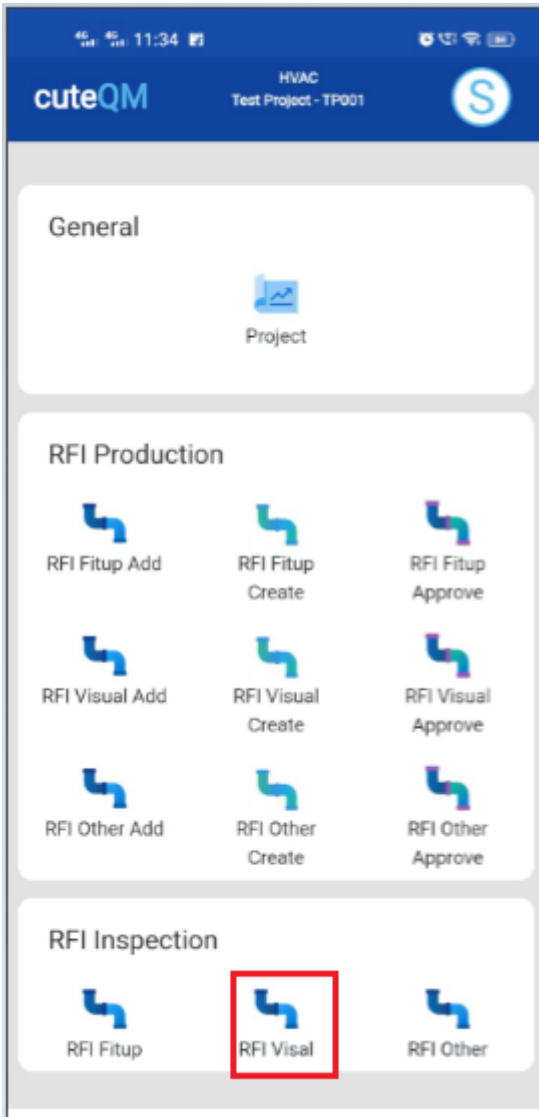 11:34
84
cuteQM
HVAC
Test Project - TP001
S
General
Project
RFI Production
RFI Fitup Add
RFI Fitup
Create
RFI Fitup
Approve
RFI Visual Add
RFI Visual
Create
RFI Visual
Approve
RFI Other Add
RFI Other
Create
RFI Other
Approve
RFI Inspection
RFI Fitup
RFI Visal
RFI Other